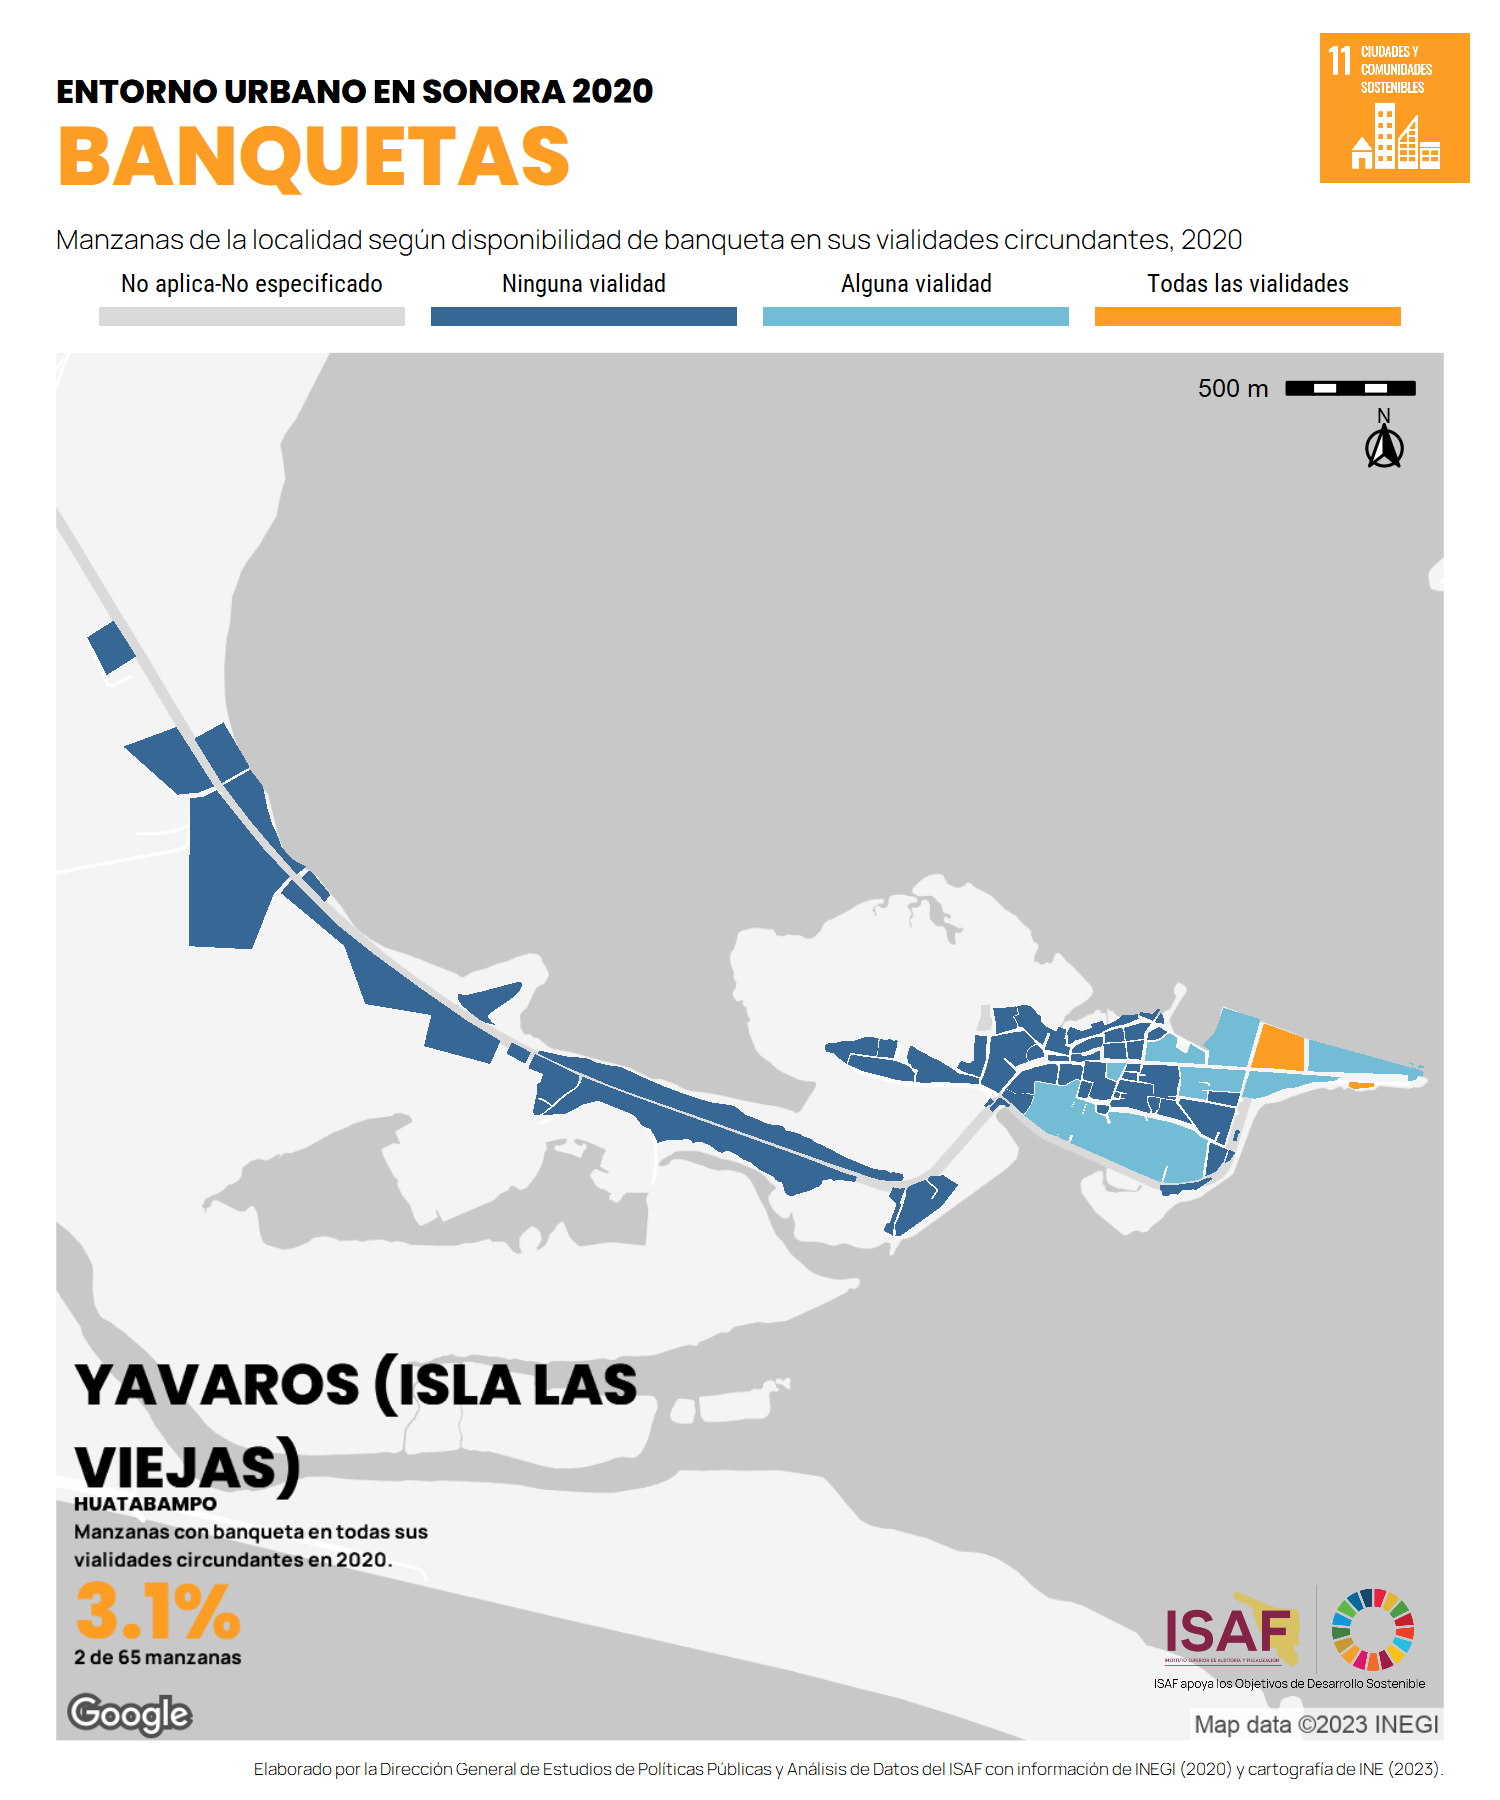 11 CIUDADES Y
COMUNIDADES
SOSTENIBLES
ENTORNO URBANO EN SONORA 2020
BANQUETAS
Manzanas de la localidad según disponibilidad de banqueta en sus vialidades circundantes, 2020
No aplica-No especificado
Ninguna vialidad
Alguna vialidad
Todas las vialidades
500 m
N
YAVAROS (ISLA LAS
VIEJAS)
HUATABAMPO
Manzanas con banqueta en todas sus
vialidades circundantes en 2020.
3.1%
2 de 65 manzanas
ISAF
INSTITUTO SUPERIOR DE AUDITORÍA Y FISCALIZACIÓN
ISAF apoya los Objetivos de Desarrollo Sostenible
Google
Map data ©2023 INEGI
Elaborado por la Dirección General de Estudios de Políticas Públicas y Análisis de Datos del ISAF con información de INEGI (2020) y cartografía de INE (2023).